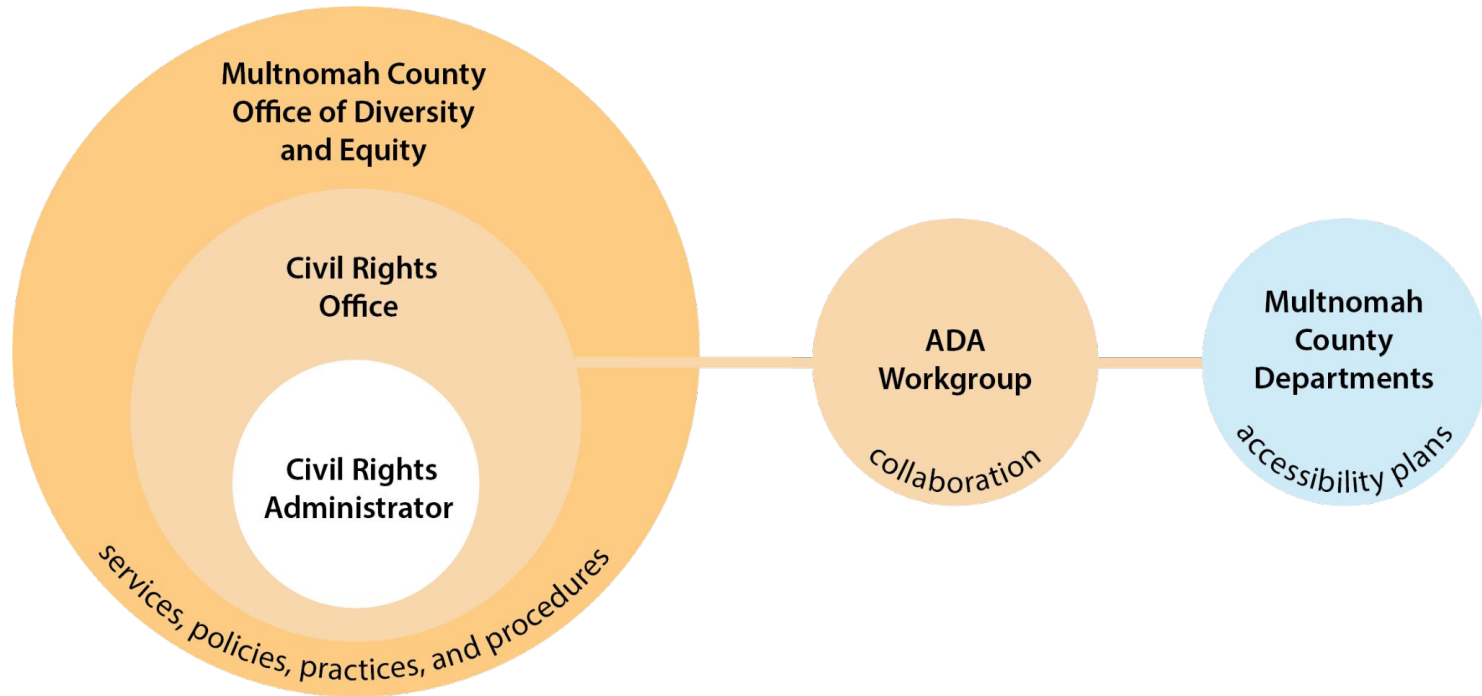 Multnomah County
Office of Diversity
and Equity
Civil Rights
Office
Civil Rights
Administrator
services, policies, practices, and procedures
ADA
Workgroup
collaboration
Multnomah
County
Departments
accessibility plans